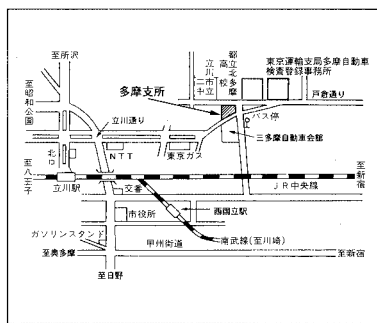 至所沢
至昭和公園
立川通り
立川二中
市立
都立北多摩高校
東京運輸支局多摩自動車
検査登録事務所
戸倉通り
多摩支所
バス停
三多摩自動車会館
北口
NTT
東京ガス
至八王子
立川駅
交番
JR中央線
至新宿
市役所
西国立駅
ガソリンスタンド
甲州街道
南武線(至川崎)
至奥多摩
至新宿
至日野